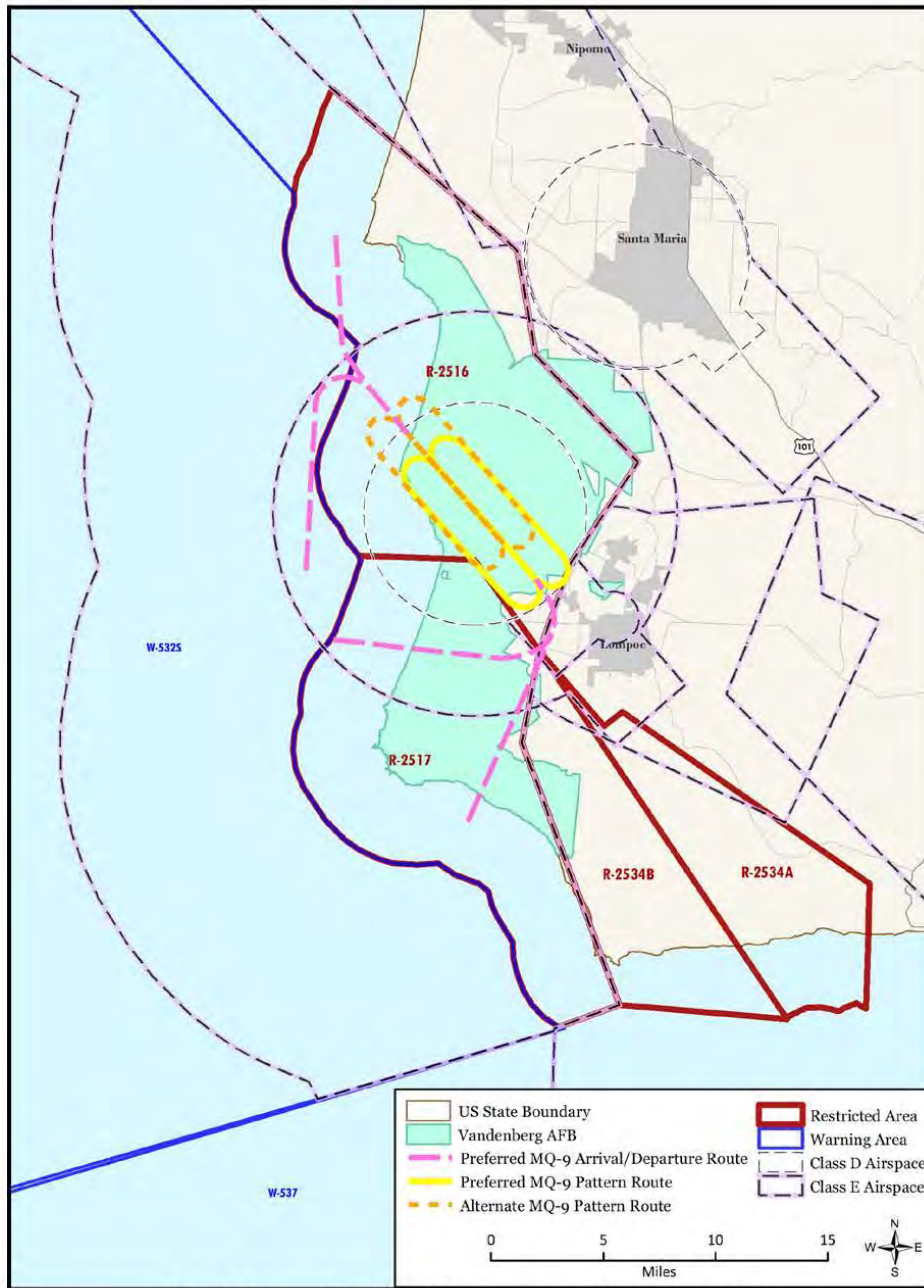 Nipomo
Santa Maria
R-2516
101
W-532S
Lompoc
R-2517
R-2534B
R-2534A
W-537
US State Boundary
Vandenberg AFB
Preferred MQ-9 Arrival/Departure Route
Preferred MQ-9 Pattern Route
Alternate MQ-9 Pattern Route
Restricted Area
Warning Area
Class D Airspace
Class E Airspace
N
W E
S
0 5 10 15
Miles